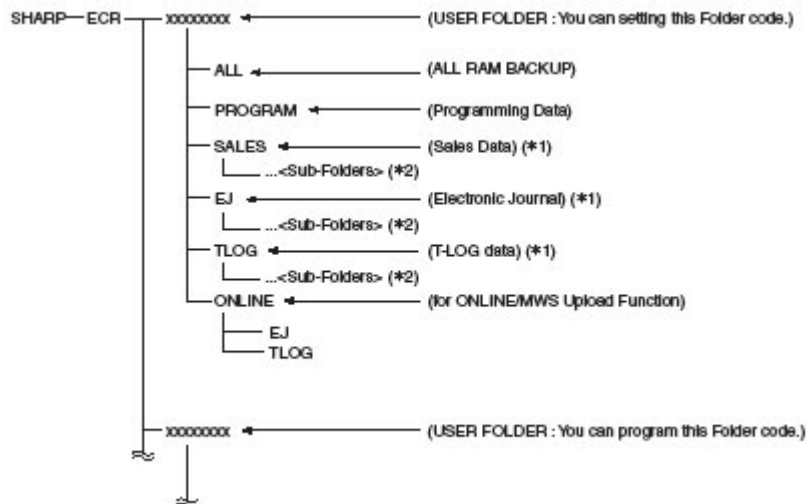 SHARP ECR xxxxxxxx (USER FOLDER : You can setting this Folder code.)
ALL (ALL RAM BACKUP)
PROGRAM (Programming Data)
SALES (Sales Data) (*1)
...<Sub-Folders> (*2)
EJ (Electronic Journal) (*1)
...<Sub-Folders> (*2)
TLOG (T-LOG data) (*1)
...<Sub-Folders> (*2)
ONLINE (for ONLINE/MWS Upload Function)
EJ
TLOG
xxxxxxxx (USER FOLDER : You can program this Folder code.)